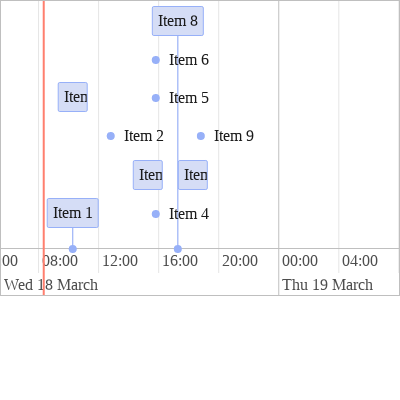 Item 8
Item 6
Item 5
Item 2
Item 9
Item 1
Item 4
00
08:00
12:00
16:00
20:00
00:00
04:00
Wed 18 March
Thu 19 March